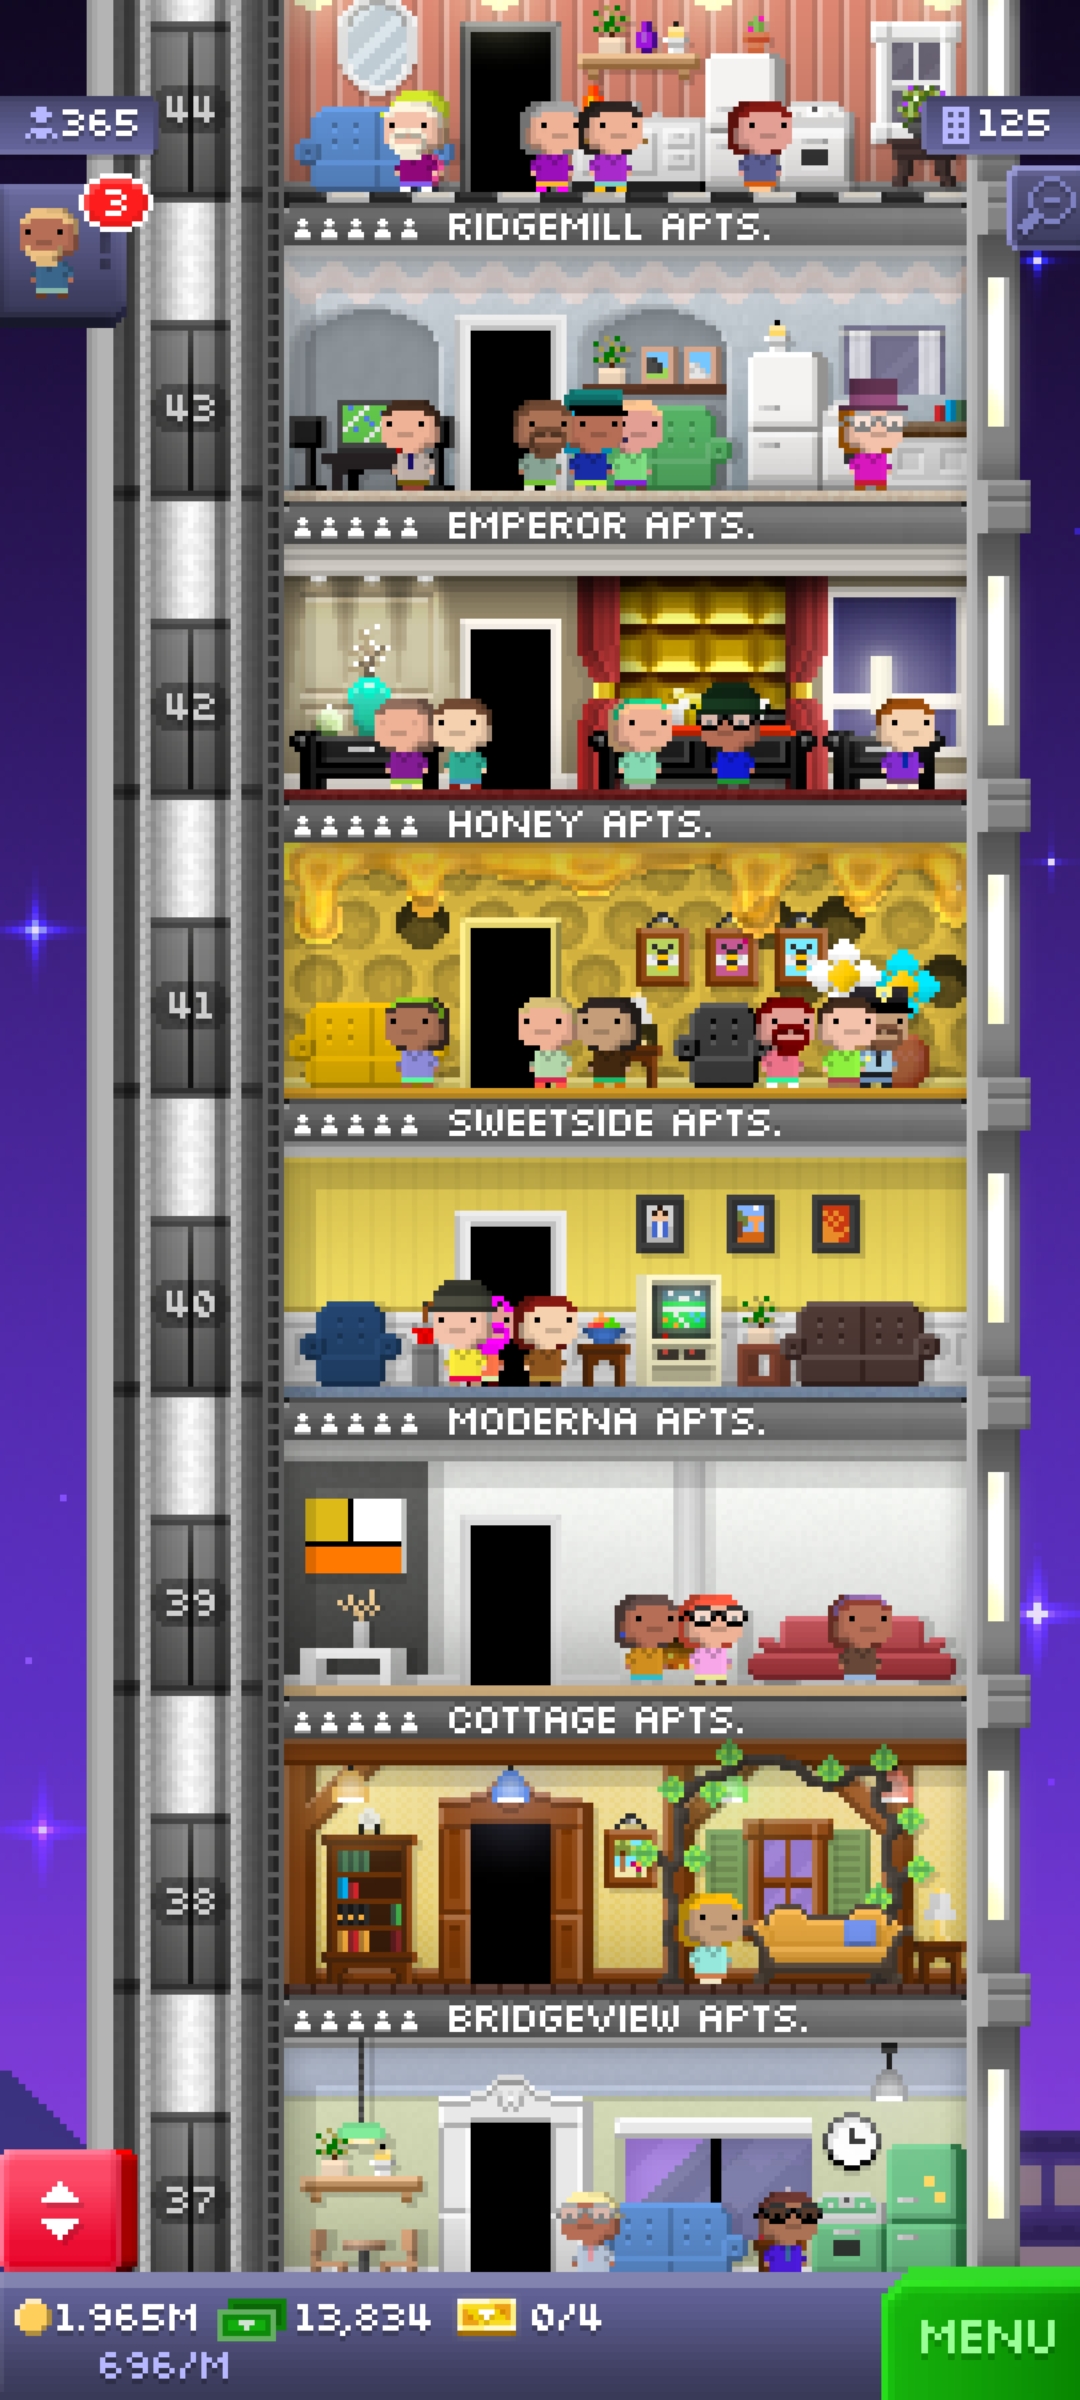 44
365
125
3
RIDGEMILL APTS.
43
EMPEROR APTS.
42
HONEY APTS.
41
SWEETSIDE APTS.
40
MODERNA APTS.
39
COTTAGE APTS.
38
BRIDGEVIEW APTS.
37
1.965M 13,834 0/4
696/M
MENU